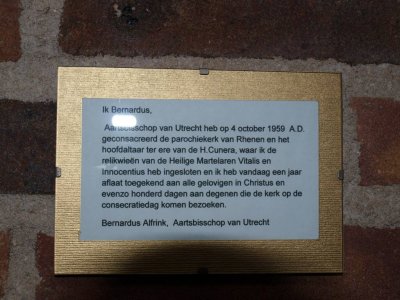 Ik Bernardus,
Aartsbisschop van Utrecht heb op 4 october 1959 A.D.
geconsacreerd de parochiekerk van Rhenen en het
hoofdaltaar ter ere van de H.Cunera, waar ik de
relikwieën van de Heilige Martelaren Vitalis en
Innocentius heb ingesloten en ik heb vandaag een jaar
aflaat toegekend aan alle gelovigen in Christus en
evenzo honderd dagen aan degenen die de kerk op de
consecratiedag komen bezoeken.
Bernardus Alfrink, Aartsbisschop van Utrecht